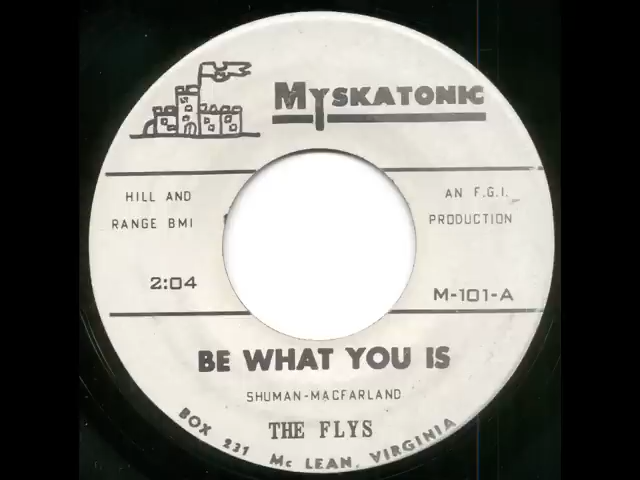 MYSKATONIC
HILL AND
RANGE BMI
AN F.G.I.
PRODUCTION
2:04
M-101-A
BE WHAT YOU IS
SHUMAN-MACFARLAND
THE FLYS
BOX 231 Mc LEAN, VIRGINIA